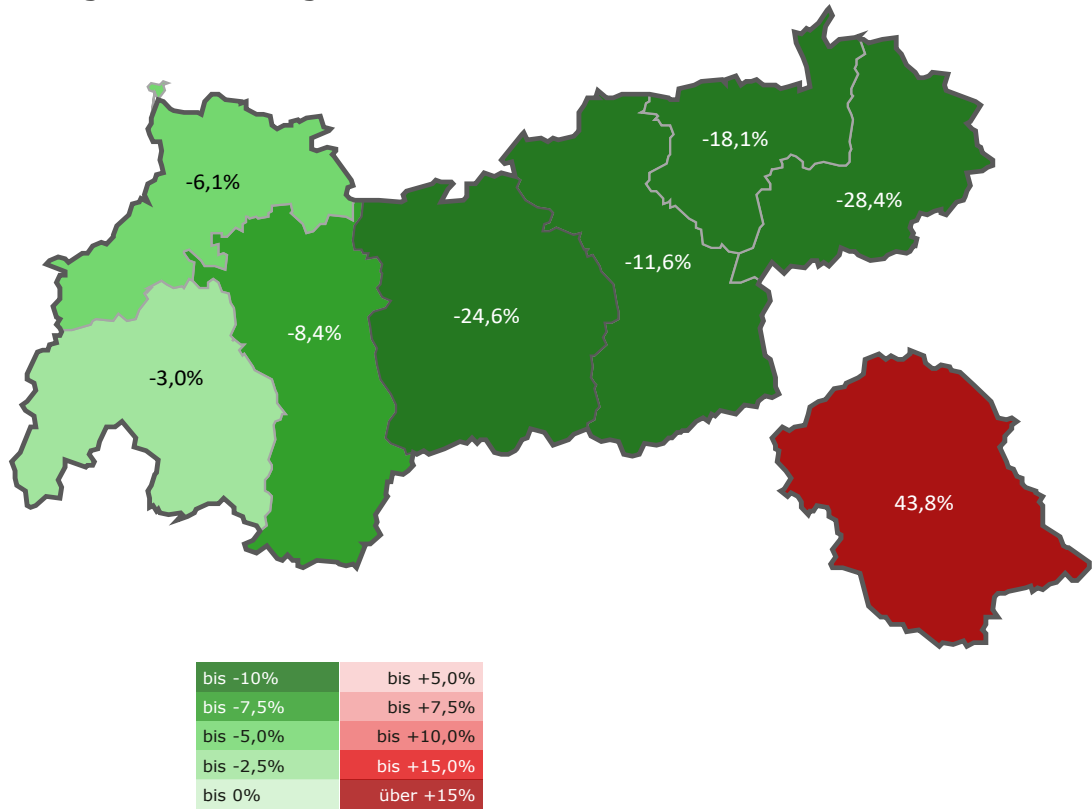 -18,1%
-6,1%
-28,4%
-11,6%
-24,6%
-8,4%
-3,0%
43,8%
bis -10% bis +5,0%
bis -7,5% bis +7,5%
bis -5,0% bis +10,0%
bis -2,5% bis +15,0%
bis 0% über +15%